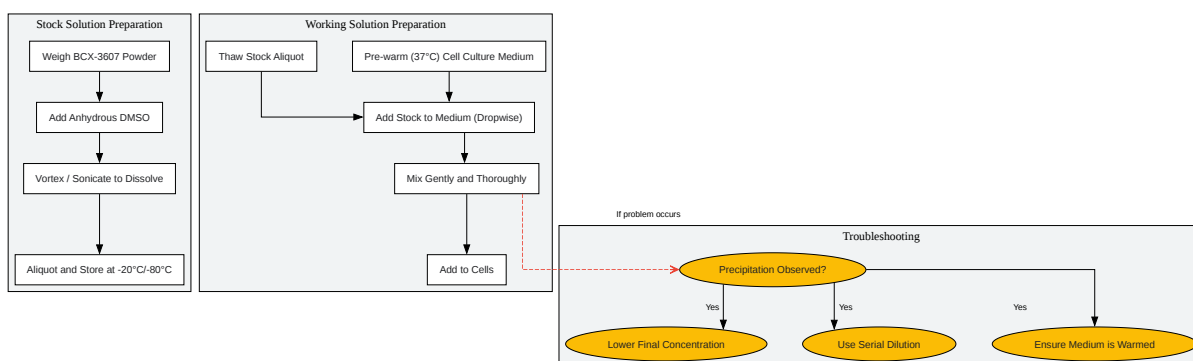 Stock Solution Preparation
Weigh BCX-3607 Powder
Add Anhydrous DMSO
Vortex / Sonicate to Dissolve
Aliquot and Store at -20°C/-80°C
Working Solution Preparation
Thaw Stock Aliquot
Pre-warm (37°C) Cell Culture Medium
Add Stock to Medium (Dropwise)
Mix Gently and Thoroughly
Add to Cells
If problem occurs
Troubleshooting
Precipitation Observed?
Yes
Yes
Yes
Lower Final Concentration
Use Serial Dilution
Ensure Medium is Warmed